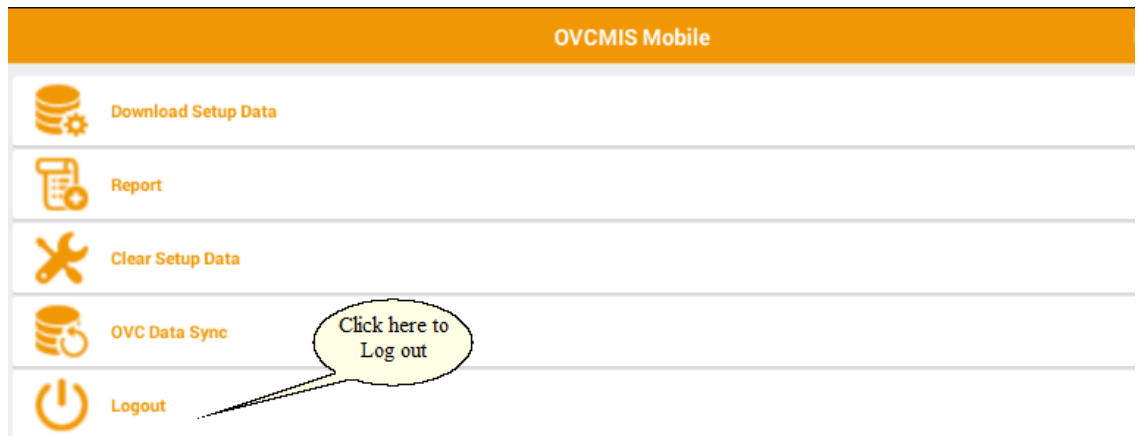 OVCMIS Mobile
Download Setup Data
Report
Clear Setup Data
OVC Data Sync
Click here to
Log out
Logout